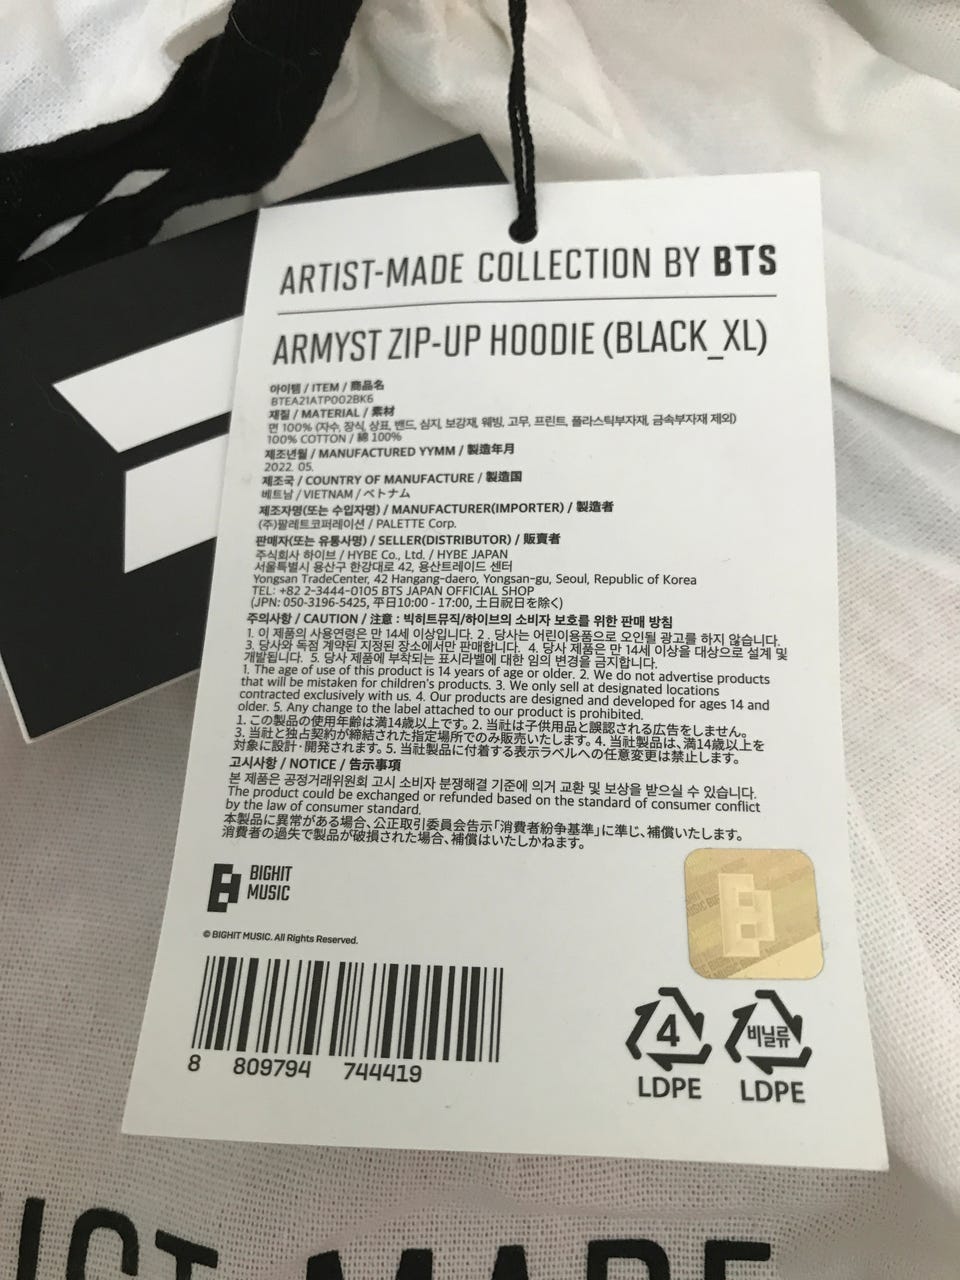 ARTIST-MADE COLLECTION BY BTS
ARMYST ZIP-UP HOODIE (BLACK_XL)
아이템 / ITEM / 商品名
BTEA21ATP002BK6
재질 / MATERIAL / 素材
면 100% (자수, 장식, 상표, 밴드, 심지, 보강재, 웨빙, 고무, 프린트, 플라스틱부자재, 금속부자재 제외)
100% COTTON / 綿 100%
제조년월 / MANUFACTURED YYMM / 製造年月
2022. 05.
제조국 / COUNTRY OF MANUFACTURE / 製造国
베트남 / VIETNAM / ベトナム
제조자명(또는 수입자명) / MANUFACTURER(IMPORTER) / 製造者
(주)팔레트코퍼레이션 / PALETTE Corp.
판매자(또는 유통사명) / SELLER(DISTRIBUTOR) / 販賣者
주식회사 하이브 / HYBE Co., Ltd. / HYBE JAPAN
서울특별시 용산구 한강대로 42, 용산트레이드 센터
Yongsan TradeCenter, 42 Hangang-daero, Yongsan-gu, Seoul, Republic of Korea
TEL: +82 2-3444-0105 BTS JAPAN OFFICIAL SHOP
(JPN: 050-3196-5425, 平日10:00 - 17:00, 土日祝日を除く)
주의사항 / CAUTION / 注意 : 빅히트뮤직/하이브의 소비자 보호를 위한 판매 방침
1. 이 제품의 사용연령은 만 14세 이상입니다. 2 . 당사는 어린이용품으로 오인될 광고를 하지 않습니다.
3. 당사와 독점 계약된 지정된 장소에서만 판매합니다. 4. 당사 제품은 만 14세 이상을 대상으로 설계 및
개발됩니다. 5. 당사 제품에 부착되는 표시라벨에 대한 임의 변경을 금지합니다.
1. The age of use of this product is 14 years of age or older. 2. We do not advertise products
that will be mistaken for children's products. 3. We only sell at designated locations
contracted exclusively with us. 4. Our products are designed and developed for ages 14 and
older. 5. Any change to the label attached to our product is prohibited.
1. この製品の使用年齢は満14歳以上です。2. 当社は子供用品と誤認される広告をしません。
3. 当社と独占契約が締結された指定場所でのみ販売いたします。4. 当社製品は、満14歳以上を
対象に設計・開発されます。5. 当社製品に付着する表示ラベルへの任意変更は禁止します。
고시사항 / NOTICE / 告示事項
본 제품은 공정거래위원회 고시 소비자 분쟁해결 기준에 의거 교환 및 보상을 받으실 수 있습니다.
The product could be exchanged or refunded based on the standard of consumer conflict
by the law of consumer standard.
本製品に異常がある場合、公正取引委員会告示「消費者紛争基準」に準じ、補償いたします。
消費者の過失で製品が破損された場合、補償はいたしかねます。
BIGHIT
MUSIC
© BIGHIT MUSIC. All Rights Reserved.
8 809794 744419
4
LDPE
비닐류
LDPE
IST-MADE